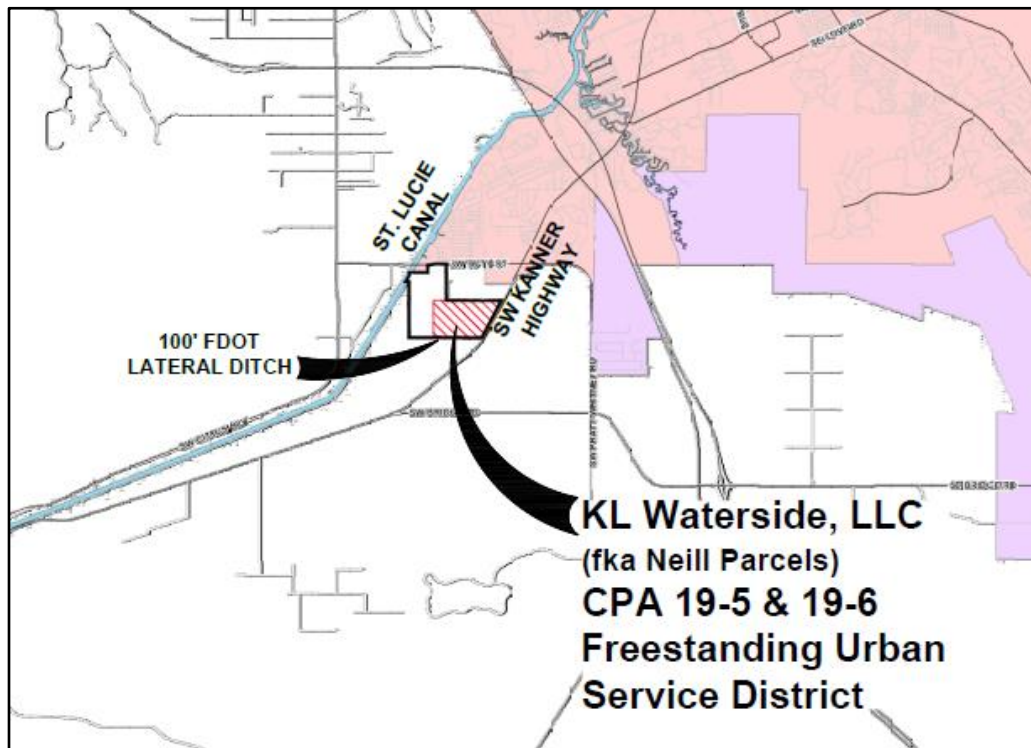 ST. LUCIE
CANAL
SW KANNER
HIGHWAY
100' FDOT
LATERAL DITCH
KL Waterside, LLC
(fka Neill Parcels)
CPA 19-5 & 19-6
Freestanding Urban
Service District